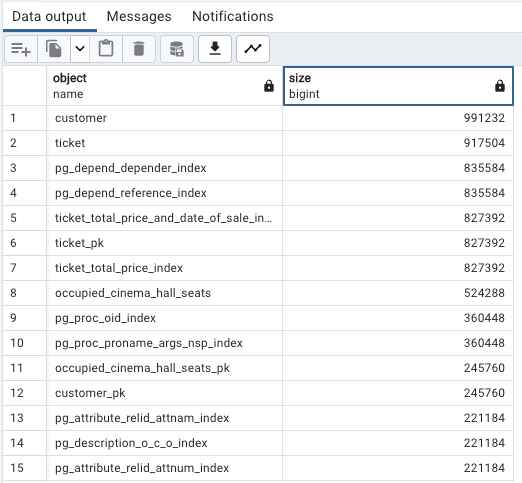 Data output Messages Notifications
object size
name bigint
1 customer 991232
2 ticket 917504
3 pg_depend_depender_index 835584
4 pg_depend_reference_index 835584
5 ticket_total_price_and_date_of_sale_in... 827392
6 ticket_pk 827392
7 ticket_total_price_index 827392
8 occupied_cinema_hall_seats 524288
9 pg_proc_oid_index 360448
10 pg_proc_proname_args_nsp_index 360448
11 occupied_cinema_hall_seats_pk 245760
12 customer_pk 245760
13 pg_attribute_relid_attnam_index 221184
14 pg_description_o_c_o_index 221184
15 pg_attribute_relid_attnum_index 221184